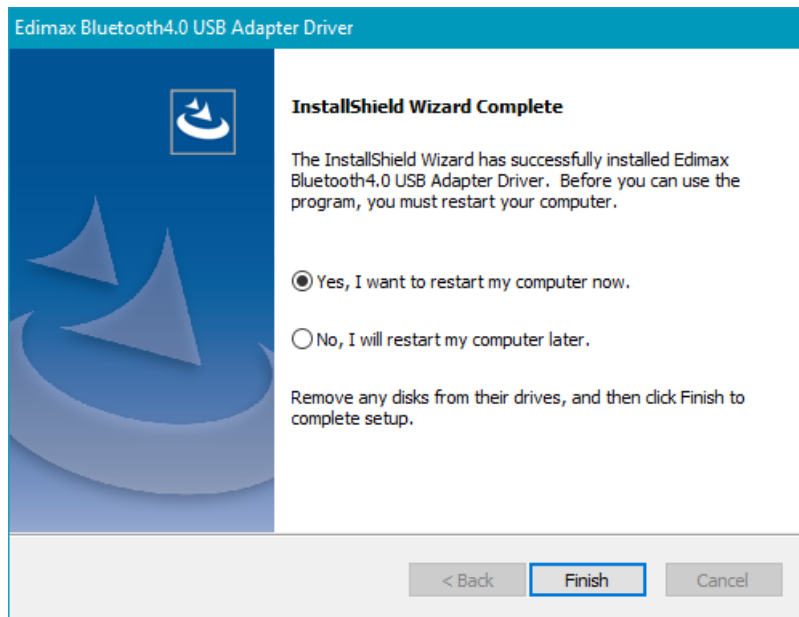 Edimax Bluetooth4.0 USB Adapter Driver
InstallShield Wizard Complete
The InstallShield Wizard has successfully installed Edimax
Bluetooth4.0 USB Adapter Driver.  Before you can use the
program, you must restart your computer.
Yes, I want to restart my computer now.
No, I will restart my computer later.
Remove any disks from their drives, and then click Finish to
complete setup.
< Back Finish Cancel